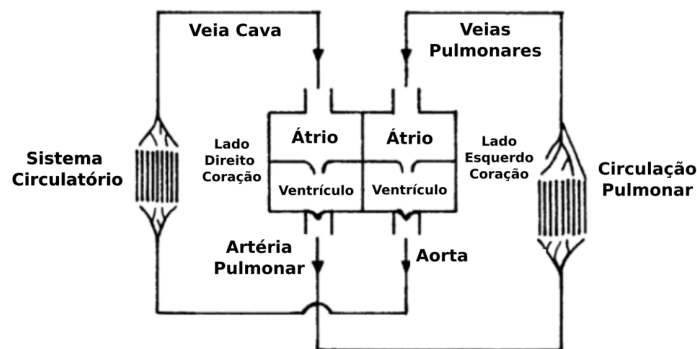 Veia Cava
Veias
Pulmonares
Átrio
Átrio
Lado
Direito
Coração
Lado
Esquerdo
Coração
Sistema
Circulatório
Circulação
Pulmonar
Ventrículo
Ventrículo
Artéria
Pulmonar
Aorta